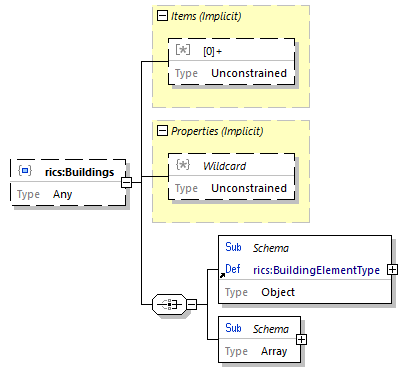 Items (Implicit)
[0]+
Type Unconstrained
Properties (Implicit)
Wildcard
Type Unconstrained
rics:Buildings
Type Any
Sub Schema
Def rics:BuildingElementType
Type Object
Sub Schema
Type Array